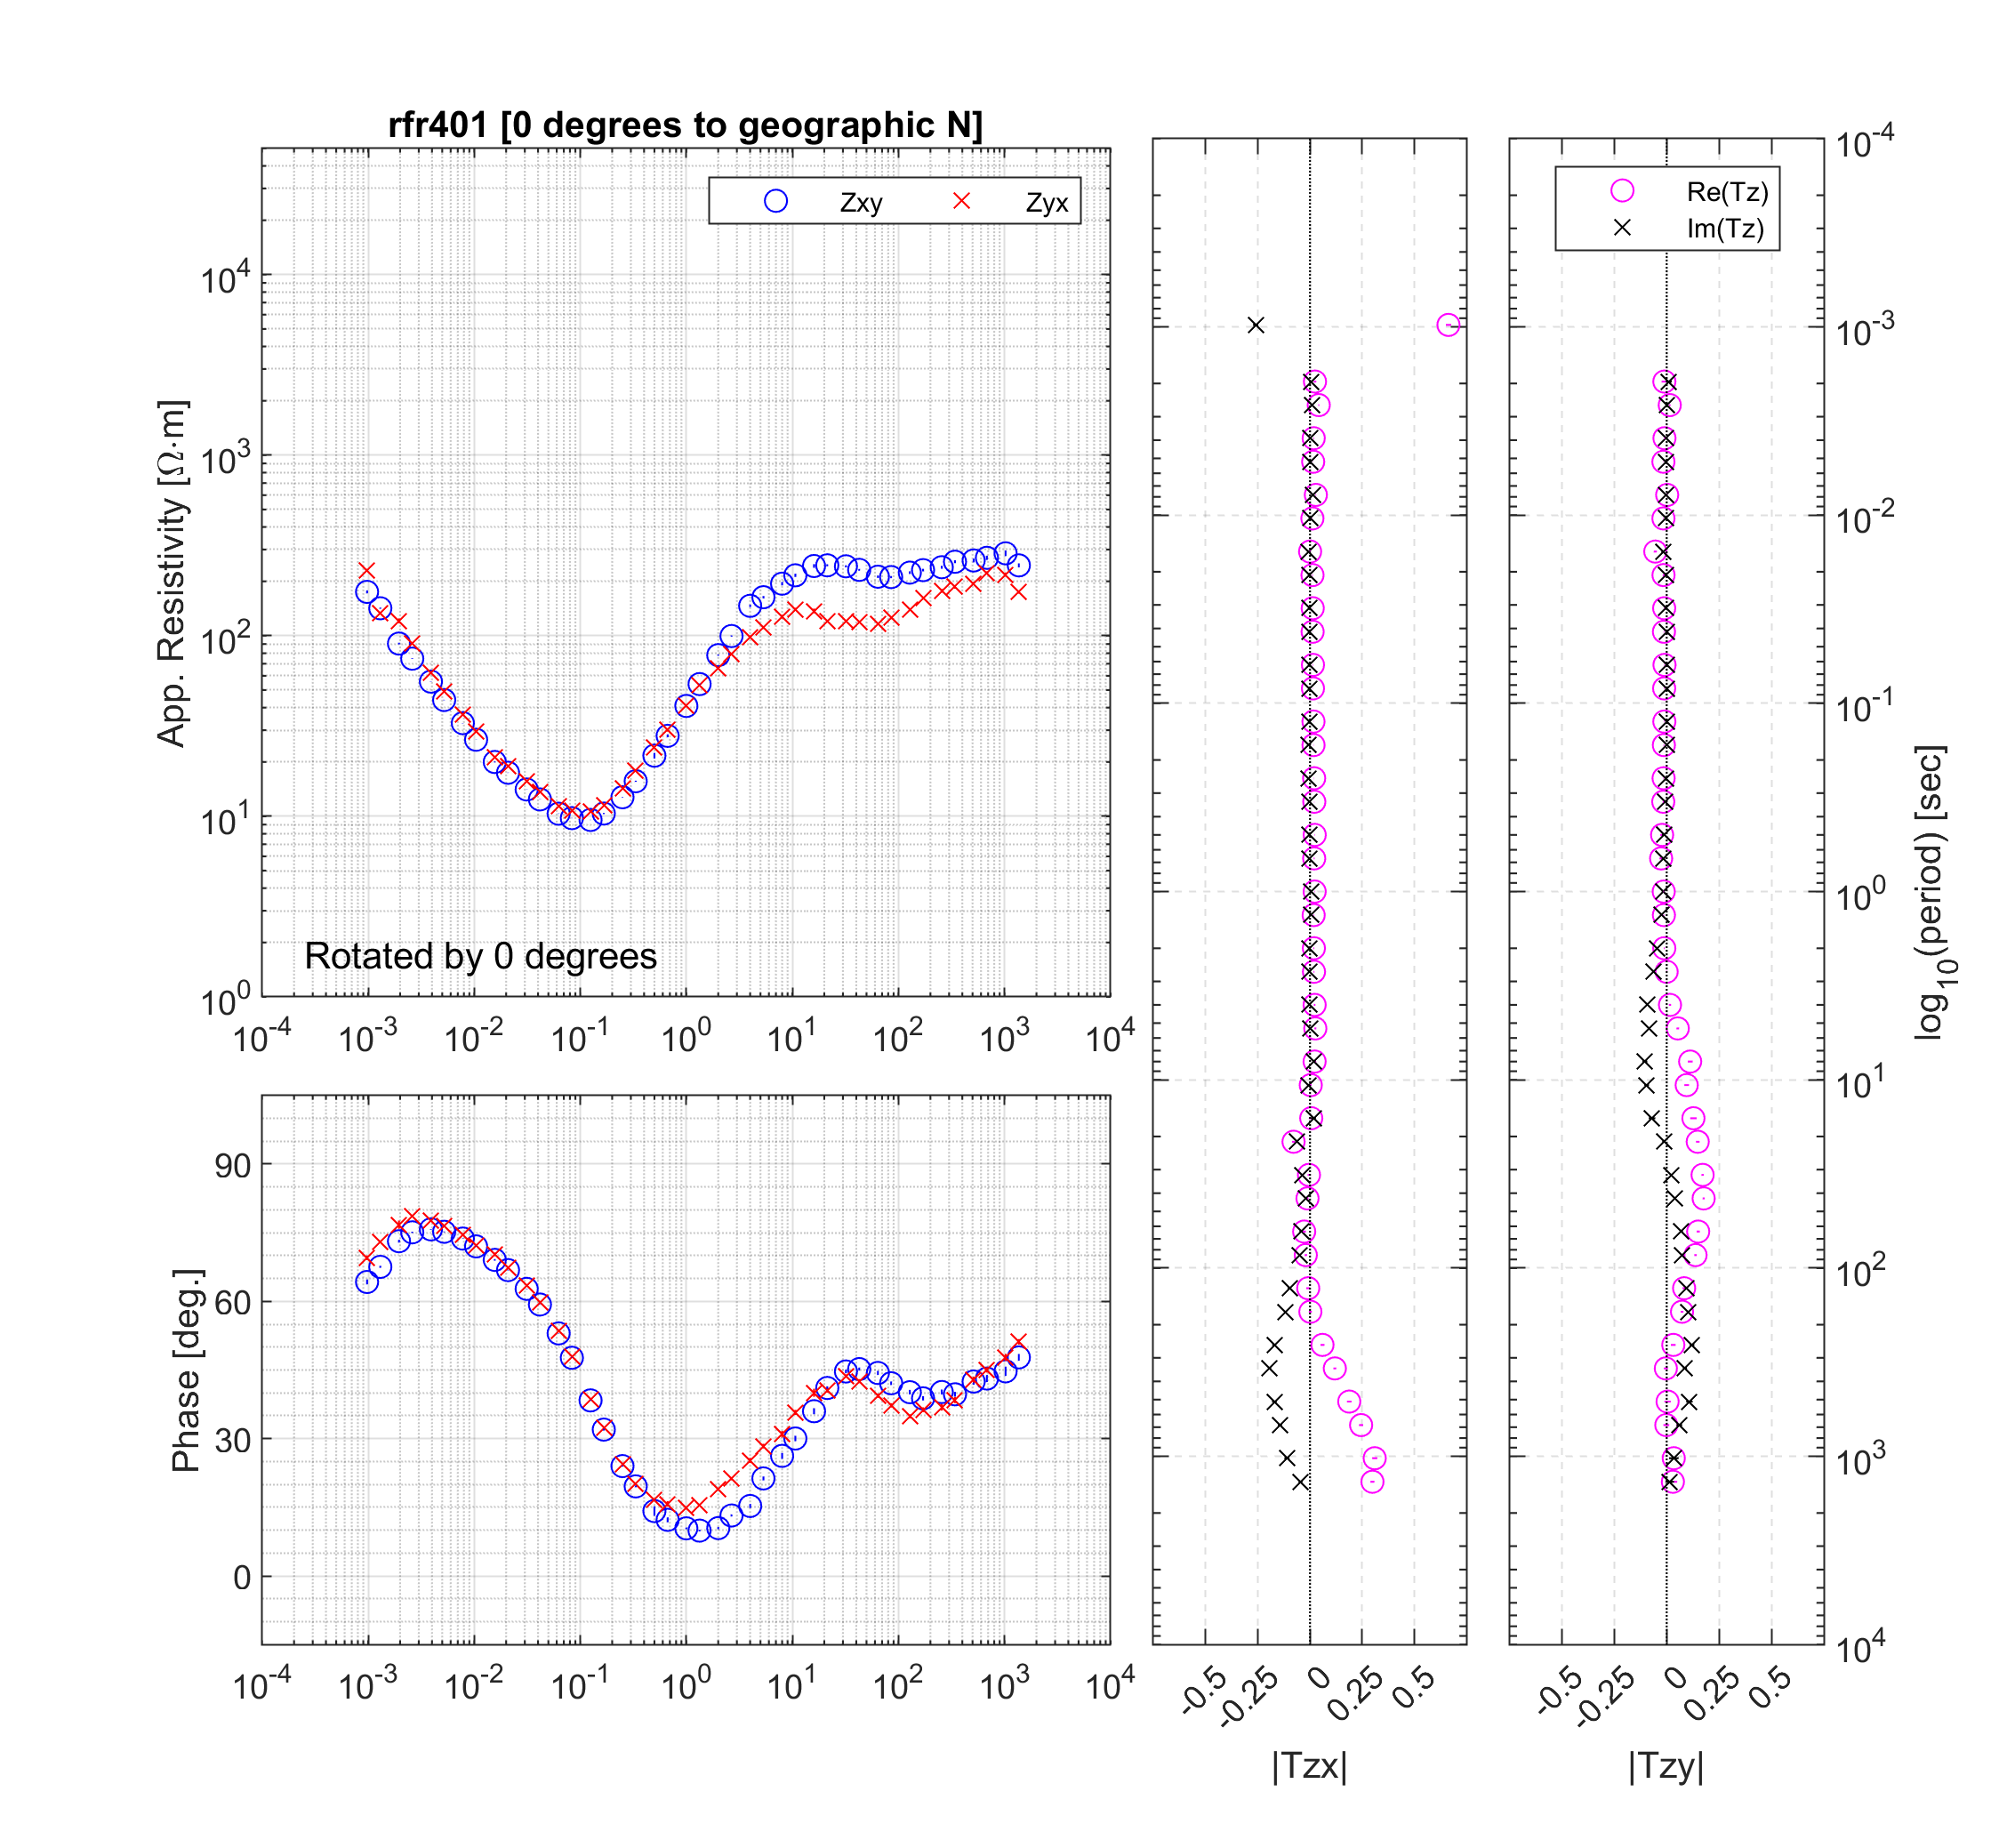 rfr401 [0 degrees to geographic N]
Zxy Zyx
App. Resistivity [Ω·m]
10^4
10^3
10^2
10^1
10^0
Rotated by 0 degrees
10^-4 10^-3 10^-2 10^-1 10^0 10^1 10^2 10^3 10^4
Phase [deg.]
90
60
30
0
10^-4 10^-3 10^-2 10^-1 10^0 10^1 10^2 10^3 10^4
-0.5 -0.25 0 0.25 0.5
|Tzx|
Re(Tz)
Im(Tz)
10^-4
10^-3
10^-2
10^-1
10^0
10^1
10^2
10^3
10^4
log10(period) [sec]
-0.5 -0.25 0 0.25 0.5
|Tzy|